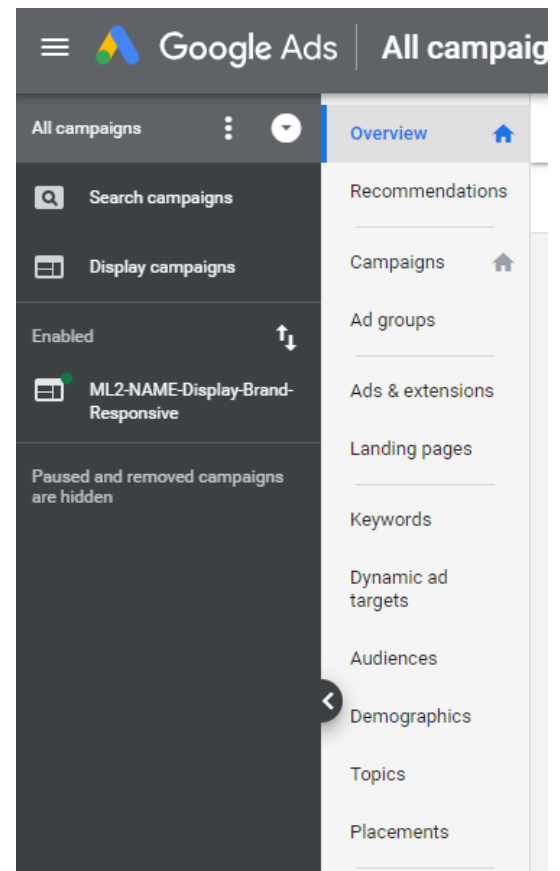 Google Ads
All campaig
All campaigns
Search campaigns
Display campaigns
Enabled
ML2-NAME-Display-Brand-
Responsive
Paused and removed campaigns
are hidden
Overview
Recommendations
Campaigns
Ad groups
Ads & extensions
Landing pages
Keywords
Dynamic ad
targets
Audiences
Demographics
Topics
Placements